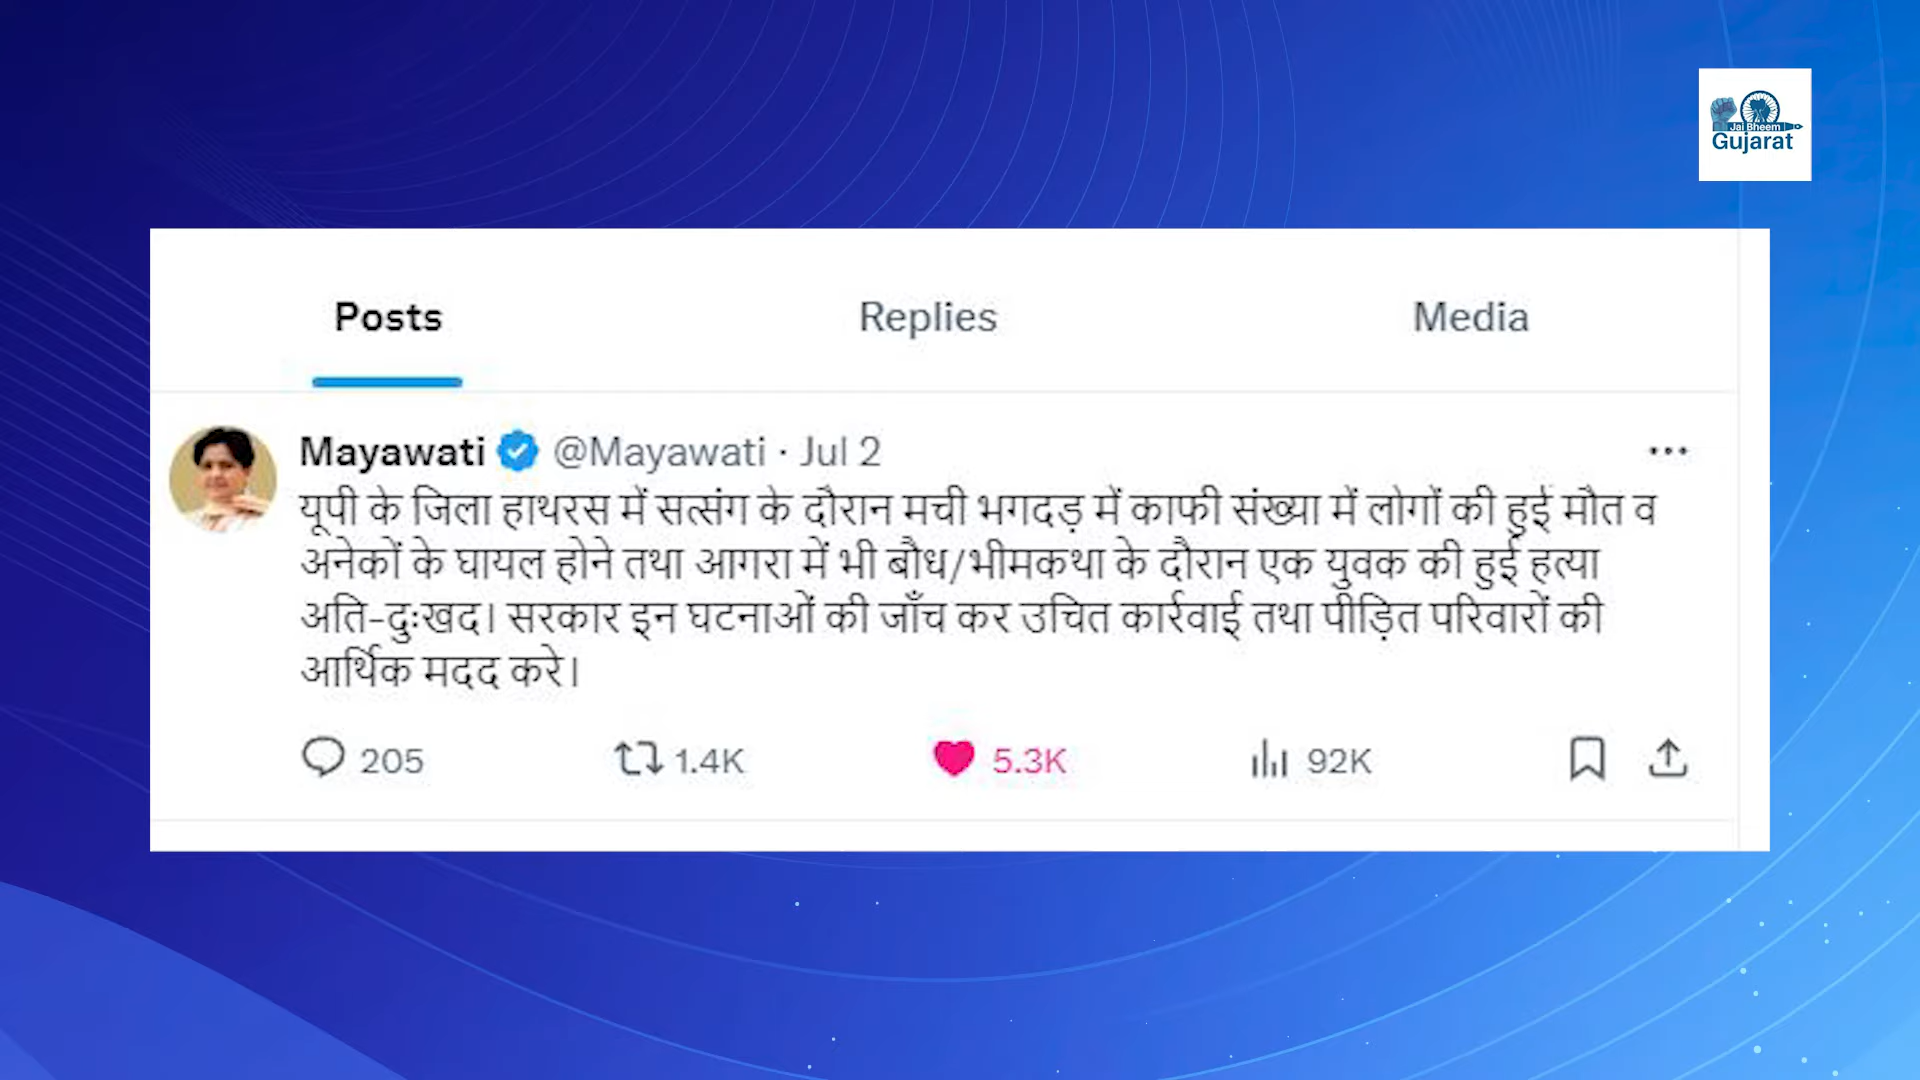 Jai Bheem
Gujarat
Posts Replies Media
Mayawati @Mayawati · Jul 2
यूपी के जिला हाथरस में सत्संग के दौरान मची भगदड़ में काफी संख्या में लोगों की हुई मौत व
अनेकों के घायल होने तथा आगरा में भी बौध/भीमकथा के दौरान एक युवक की हुई हत्या
अति-दुःखद। सरकार इन घटनाओं की जाँच कर उचित कार्रवाई तथा पीड़ित परिवारों की
आर्थिक मदद करे।
205 1.4K 5.3K 92K